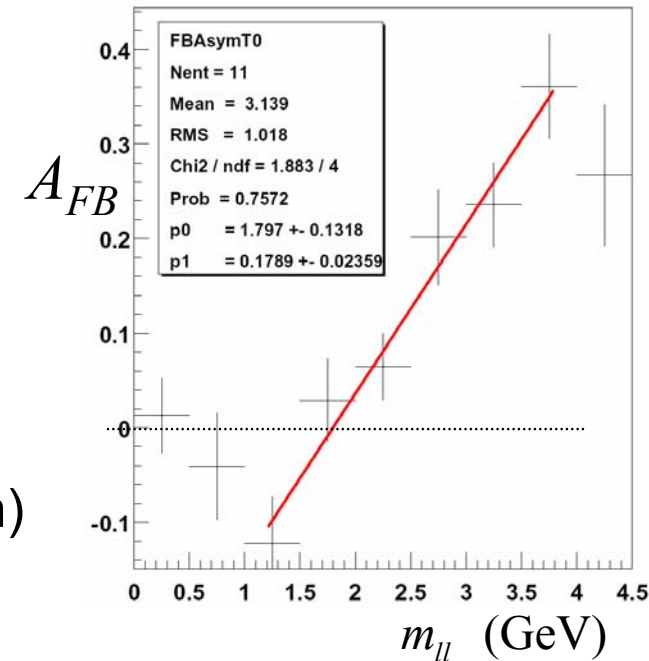 0.4
0.3
0.2
0.1
0
-0.1
A_FB
FBAsymT0
Nent = 11
Mean = 3.139
RMS = 1.018
Chi2 / ndf = 1.883 / 4
Prob = 0.7572
p0 = 1.797 +- 0.1318
p1 = 0.1789 +- 0.02359
)
0 0.5 1 1.5 2 2.5 3 3.5 4 4.5
m_ll (GeV)